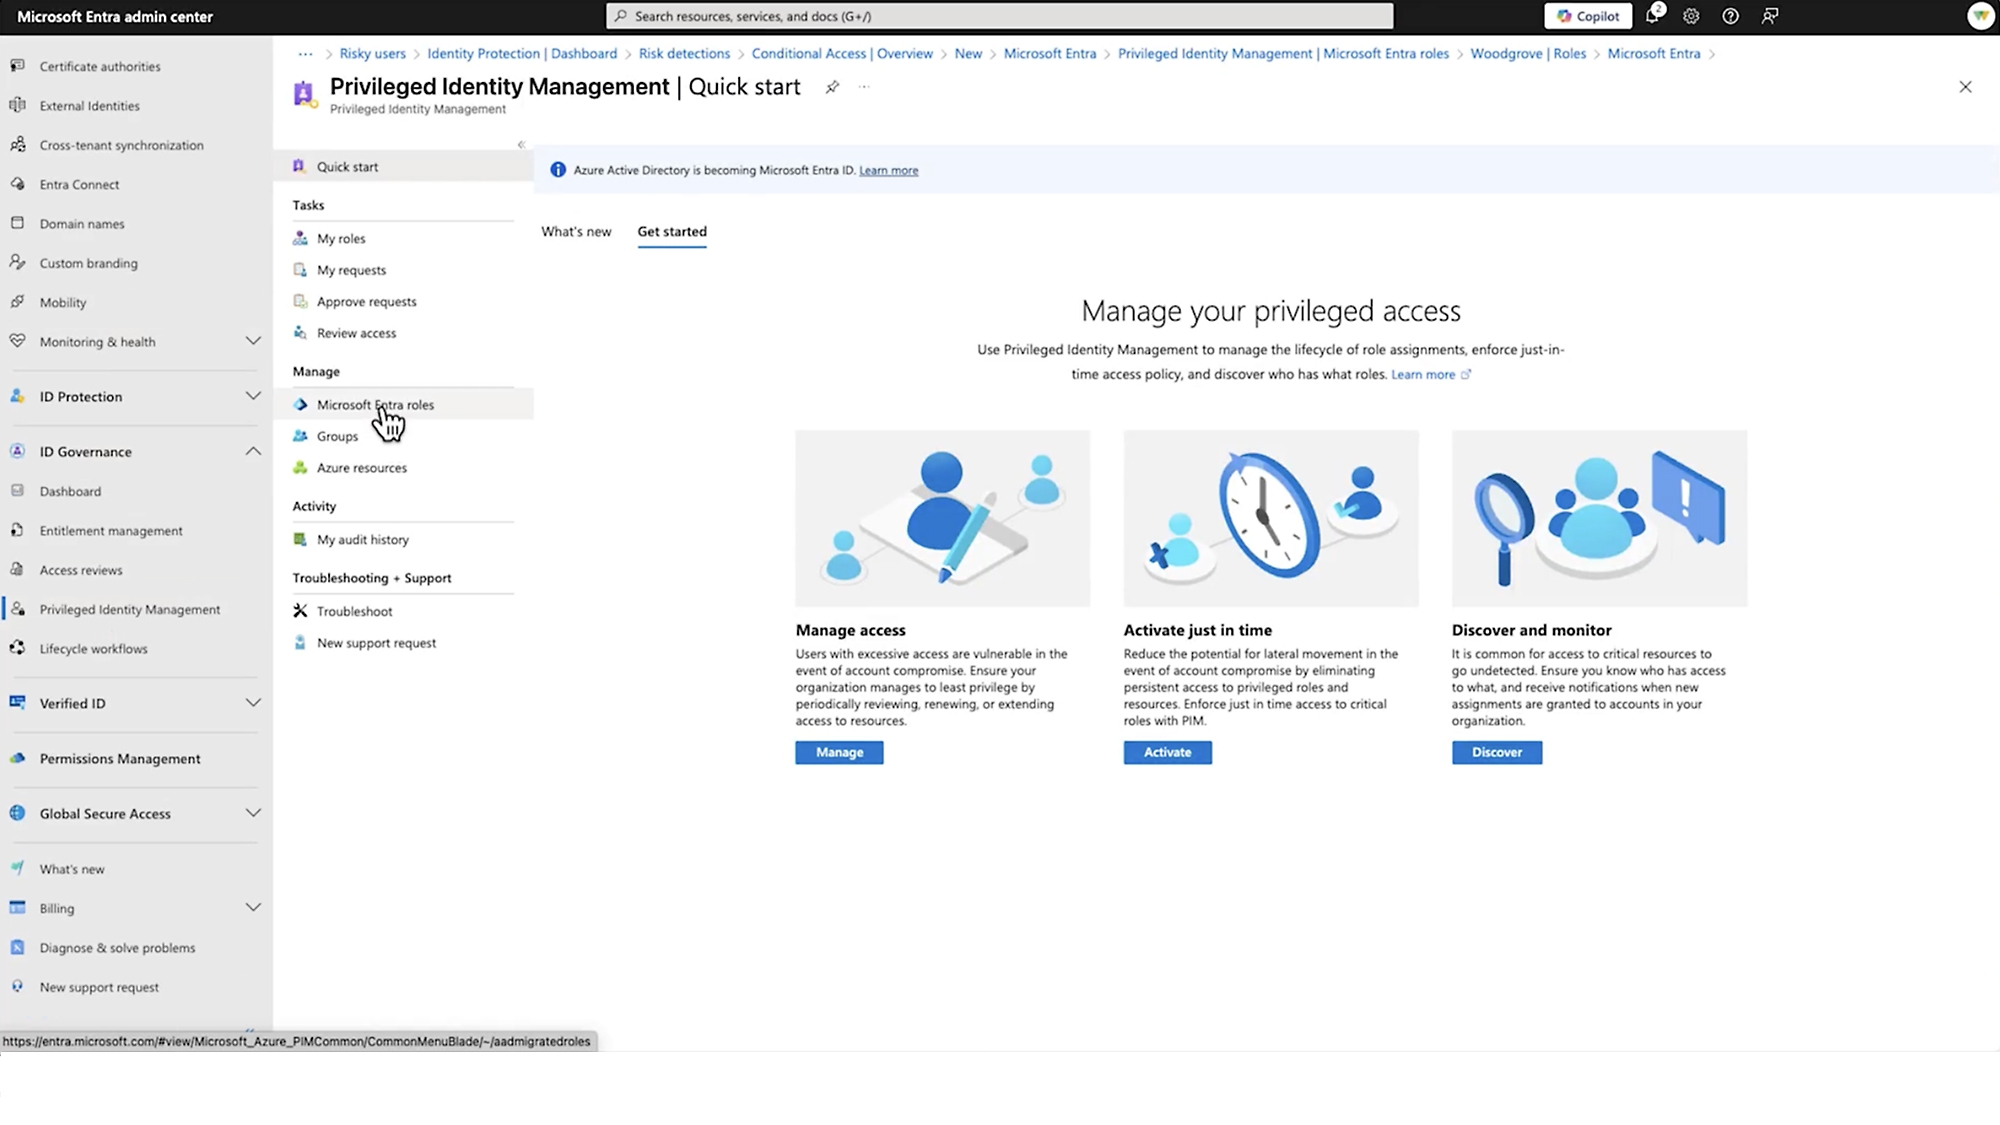 Microsoft Entra admin center
Search resources, services, and docs (G+/)
Copilot
2
Certificate authorities
External Identities
Cross-tenant synchronization
Entra Connect
Domain names
Custom branding
Mobility
Monitoring & health
ID Protection
ID Governance
Dashboard
Entitlement management
Access reviews
Privileged Identity Management
Lifecycle workflows
Verified ID
Permissions Management
Global Secure Access
What's new
Billing
Diagnose & solve problems
New support request
... > Risky users > Identity Protection | Dashboard > Risk detections > Conditional Access | Overview > New > Microsoft Entra > Privileged Identity Management | Microsoft Entra roles > Woodgrove | Roles > Microsoft Entra >
Privileged Identity Management | Quick start
Privileged Identity Management
Quick start
Tasks
My roles
My requests
Approve requests
Review access
Manage
Microsoft Entra roles
Groups
Azure resources
Activity
My audit history
Troubleshooting + Support
Troubleshoot
New support request
Azure Active Directory is becoming Microsoft Entra ID. Learn more
What's new Get started
Manage your privileged access
Use Privileged Identity Management to manage the lifecycle of role assignments, enforce just-in-
time access policy, and discover who has what roles. Learn more
Manage access
Users with excessive access are vulnerable in the
event of account compromise. Ensure your
organization manages to least privilege by
periodically reviewing, renewing, or extending
access to resources.
Manage
Activate just in time
Reduce the potential for lateral movement in the
event of account compromise by eliminating
persistent access to privileged roles and
resources. Enforce just in time access to critical
roles with PIM.
Activate
Discover and monitor
It is common for access to critical resources to
go undetected. Ensure you know who has access
to what, and receive notifications when new
assignments are granted to accounts in your
organization.
Discover
https://entra.microsoft.com/#view/Microsoft_Azure_PIMCommon/CommonMenuBlade/~/aadmigratedroles